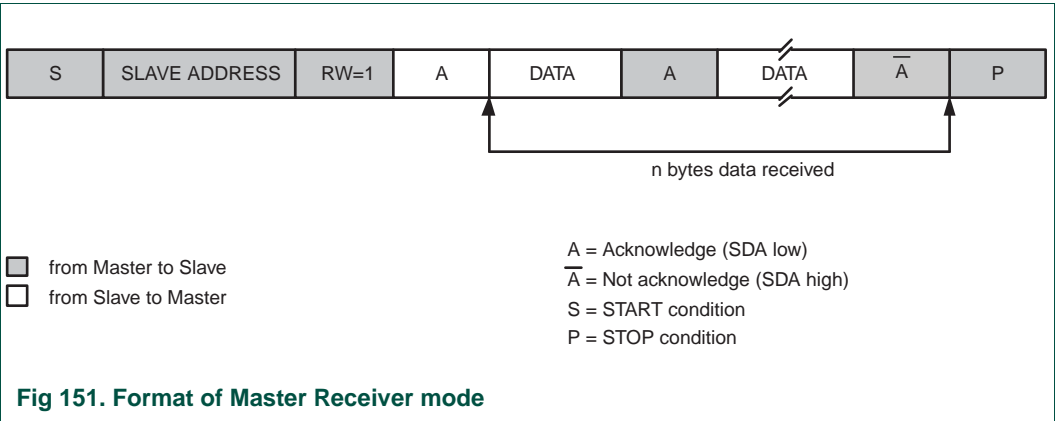 S SLAVE ADDRESS RW=1 A DATA A DATA A̅ P
n bytes data received
from Master to Slave
from Slave to Master
A = Acknowledge (SDA low)
A̅ = Not acknowledge (SDA high)
S = START condition
P = STOP condition
Fig 151. Format of Master Receiver mode